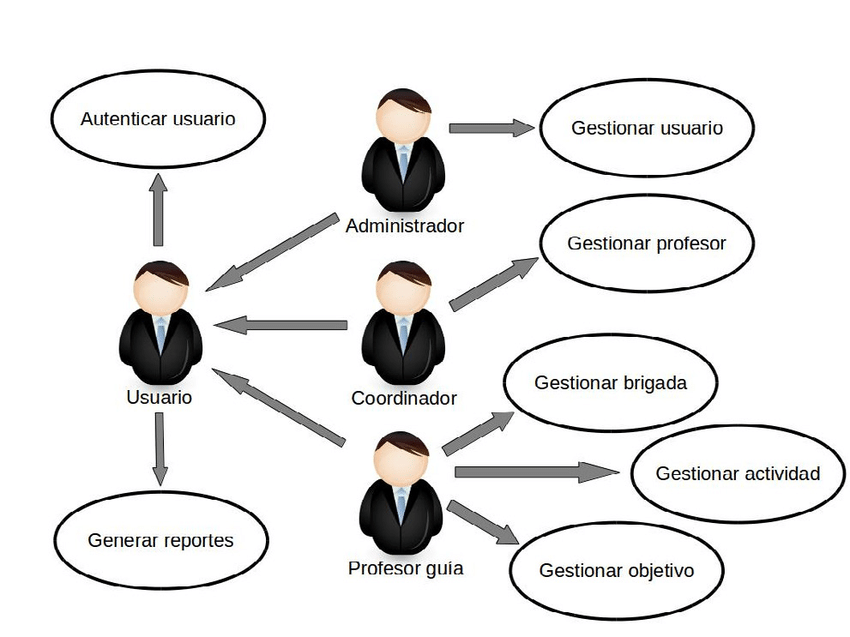 Autenticar usuario
Gestionar usuario
Administrador
Gestionar profesor
Usuario
Coordinador
Gestionar brigada
Gestionar actividad
Generar reportes
Profesor guía
Gestionar objetivo